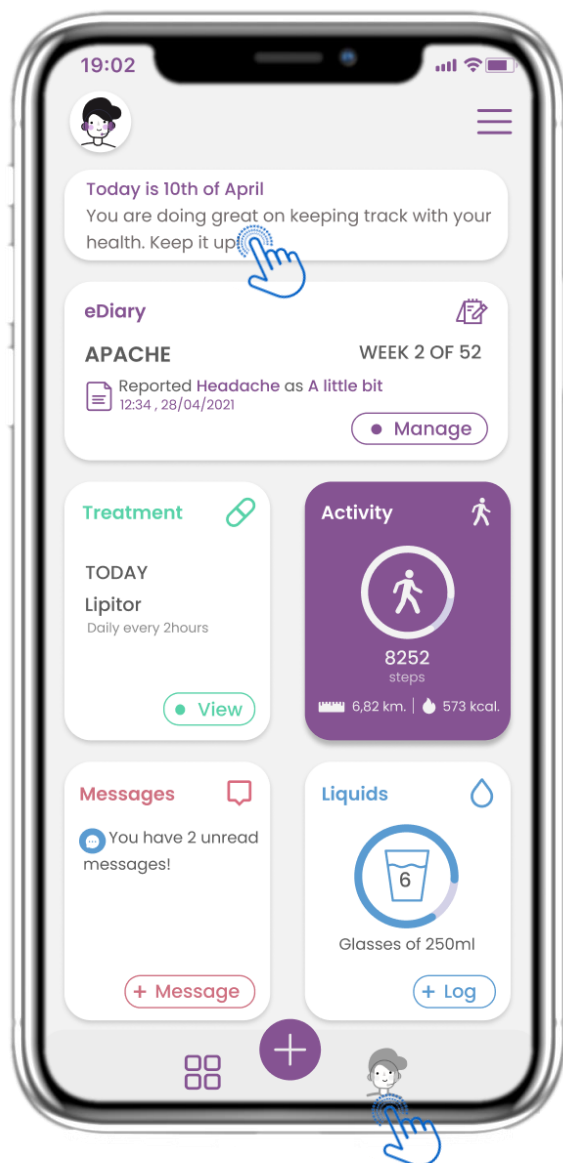 19:02
Today is 10th of April
You are doing great on keeping track with your
health. Keep it up
eDiary
APACHE
WEEK 2 OF 52
Reported Headache as A little bit
12:34 , 28/04/2021
Manage
Treatment
TODAY
Lipitor
Daily every 2hours
View
Activity
8252
steps
6,82 km. | 573 kcal.
Messages
You have 2 unread
messages!
+ Message
Liquids
6
Glasses of 250ml
+ Log